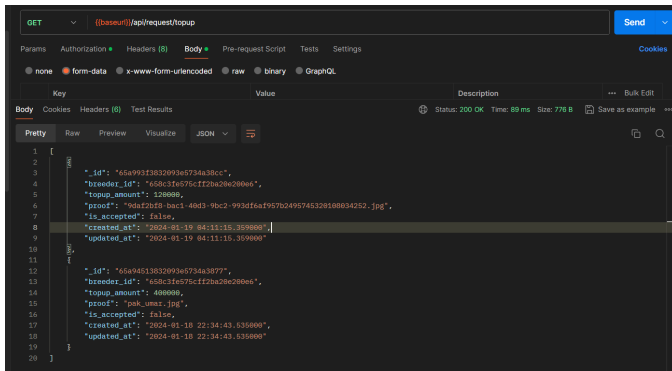 GET {{baseurl}}/api/request/topup Send
Params Authorization Headers (8) Body Pre-request Script Tests Settings Cookies
none form-data x-www-form-urlencoded raw binary GraphQL
Key Value Description Bulk Edit
Body Cookies Headers (6) Test Results Status: 200 OK Time: 89 ms Size: 776 B Save as example
Pretty Raw Preview Visualize JSON
1 [
2 {
3 "_id": "65a993f3832093e5734a38cc",
4 "breeder_id": "658c3fe575cff2ba20e200e6",
5 "topup_amount": 120000,
6 "proof": "9daf2bf8-bac1-40d3-9bc2-993df6af957b2495745320108034252.jpg",
7 "is_accepted": false,
8 "created_at": "2024-01-19 04:11:15.359000",
9 "updated_at": "2024-01-19 04:11:15.359000"
10 },
11 {
12 "_id": "65a94513832093e5734a3877",
13 "breeder_id": "658c3fe575cff2ba20e200e6",
14 "topup_amount": 400000,
15 "proof": "pak_umar.jpg",
16 "is_accepted": false,
17 "created_at": "2024-01-18 22:34:43.535000",
18 "updated_at": "2024-01-18 22:34:43.535000"
19 }
20 ]